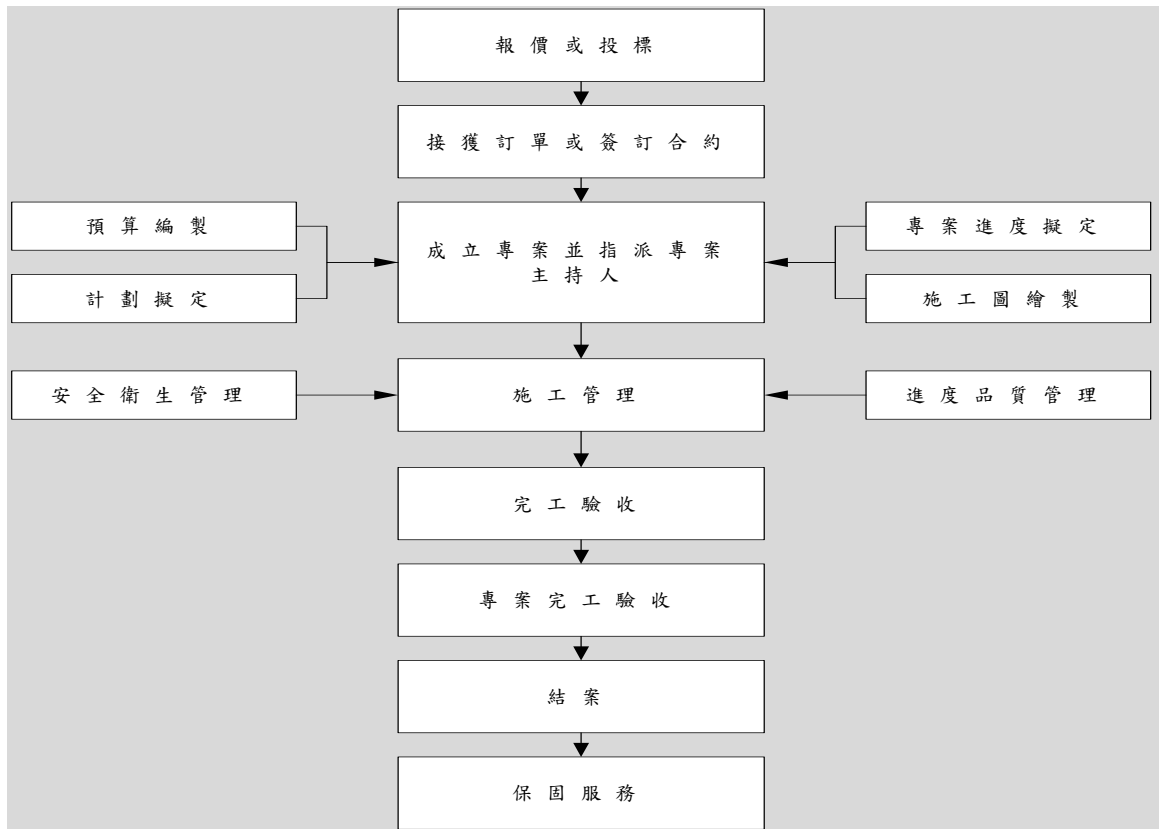 報價或投標
接獲訂單或簽訂合約
預算編製
計劃擬定
成立專案並指派專案
主持人
專案進度擬定
施工圖繪製
安全衛生管理
施工管理
進度品質管理
完工驗收
專案完工驗收
結案
保固服務